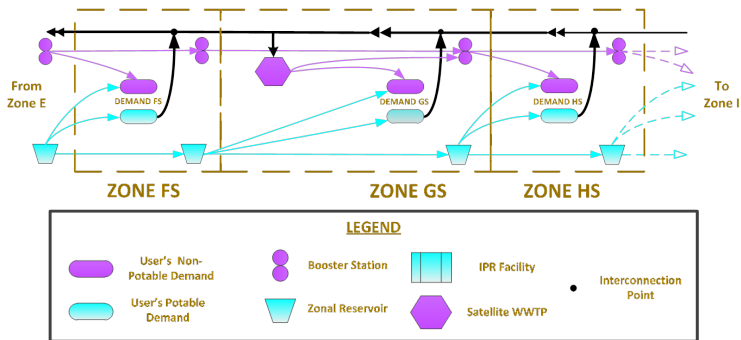 From
Zone E
DEMAND FS
DEMAND GS
DEMAND HS
To
Zone I
ZONE FS
ZONE GS
ZONE HS
LEGEND
User's Non-
Potable Demand
Booster Station
IPR Facility
Interconnection
Point
User's Potable
Demand
Zonal Reservoir
Satellite WWTP